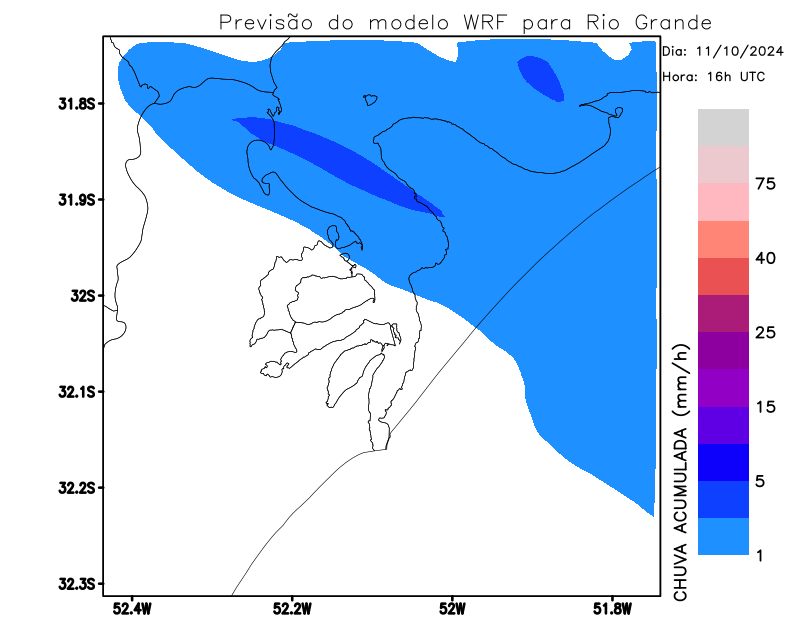 Previsão do modelo WRF para Rio Grande
Dia: 11/10/2024
Hora: 16h UTC
31.8S
31.9S
32S
32.1S
32.2S
32.3S
52.4W
52.2W
52W
51.8W
CHUVA ACUMULADA (mm/h)
75
40
25
15
5
1